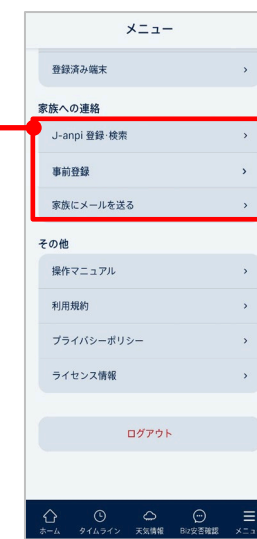 メニュー
登録済み端末
家族への連絡
J-anpi 登録·検索
事前登録
家族にメールを送る
その他
操作マニュアル
利用規約
プライバシーポリシー
ライセンス情報
ログアウト
ホーム タイムライン 天気情報 Biz安否確認 メニュ